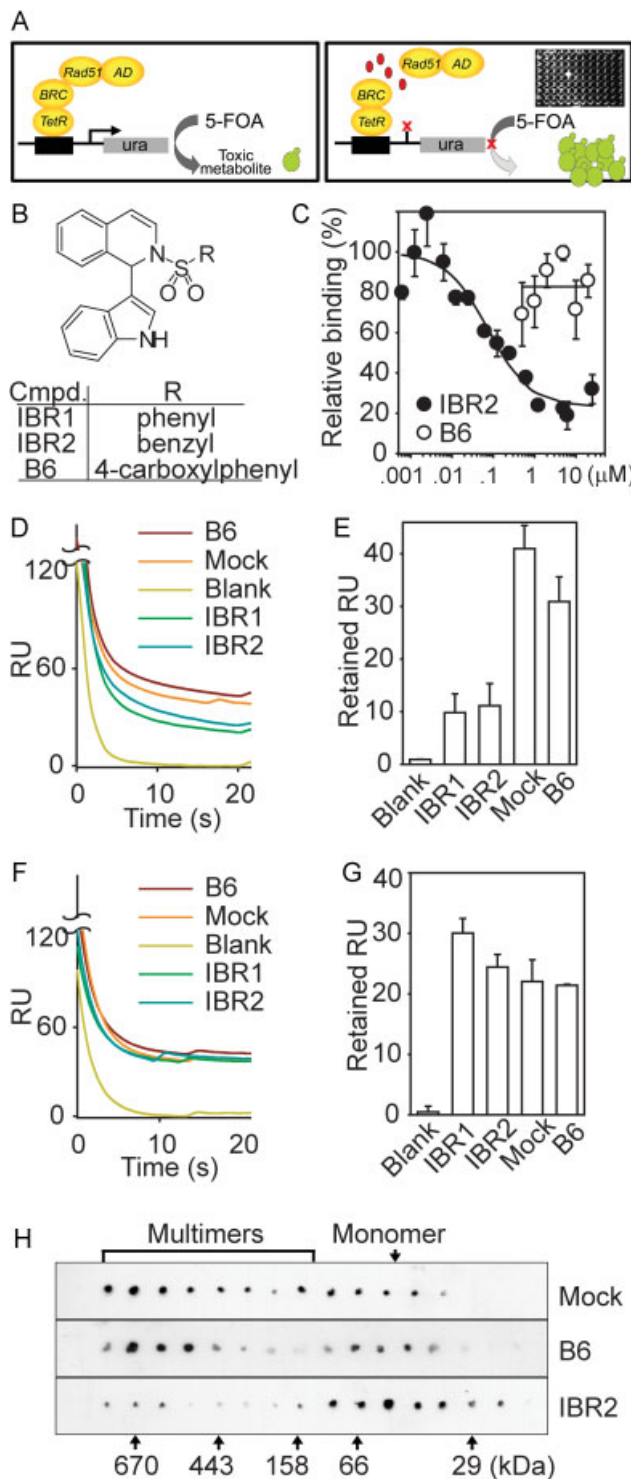 A
Rad51 AD
BRC
TetR
ura
5-FOA
Toxic
metabolite
Rad51 AD
BRC
TetR
x
ura
x
5-FOA
B
N
R
S
O O
NH
Cmpd. R
IBR1 phenyl
IBR2 benzyl
B6 4-carboxylphenyl
C
Relative binding (%)
100
80
60
40
20
0
IBR2
B6
.001 .01 .1 1 10 (μM)
D
RU
120
60
0
B6
Mock
Blank
IBR1
IBR2
0 10 20
Time (s)
E
Retained RU
40
30
20
10
0
Blank IBR1 IBR2 Mock B6
F
RU
120
60
0
B6
Mock
Blank
IBR1
IBR2
0 10 20
Time (s)
G
Retained RU
40
30
20
10
0
Blank IBR1 IBR2 Mock B6
H
Multimers Monomer
Mock
B6
IBR2
670 443 158 66 29 (kDa)